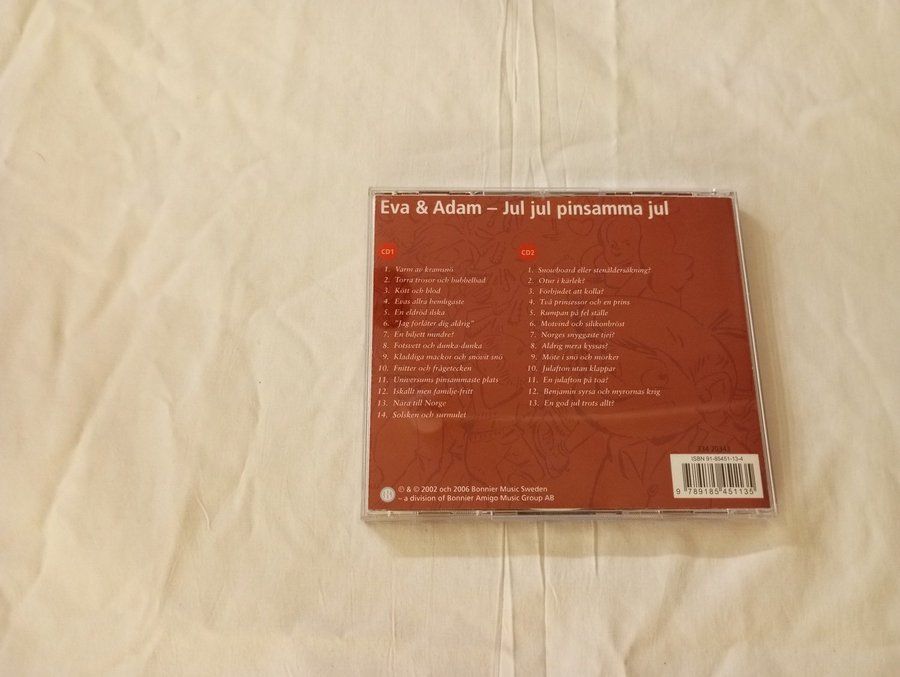 Eva & Adam – Jul jul pinsamma jul
CD1
1. Varm av kramsnö
2. Torra trosor och bubbelbad
3. Kött och blod
4. Evas allra hemligaste
5. En eldröd ilska
6. "Jag förlåter dig aldrig"
7. En biljett mindre?
8. Fotsvett och dunka-dunka
9. Kladdiga mackor och snövit snö
10. Fnitter och frågetecken
11. Universums pinsammaste plats
12. Iskallt men familje-fritt
13. Nära till Norge
14. Solsken och surmulet
CD2
1. Snowboard eller stenåldersåkning?
2. Otur i kärlek?
3. Förbjudet att kolla?
4. Två prinsessor och en prins
5. Rumpan på fel ställe
6. Motvind och silikonbröst
7. Norges snyggaste tjej?
8. Aldrig mera kyssas?
9. Möte i snö och mörker
10. Julafton utan klappar
11. En julafton på toa?
12. Benjamin syrsa och myrornas krig
13. En god jul trots allt?
334 20343
ISBN 91-85451-13-4
9 789185 451135
B
℗ & © 2002 och 2006 Bonnier Music Sweden
– a division of Bonnier Amigo Music Group AB